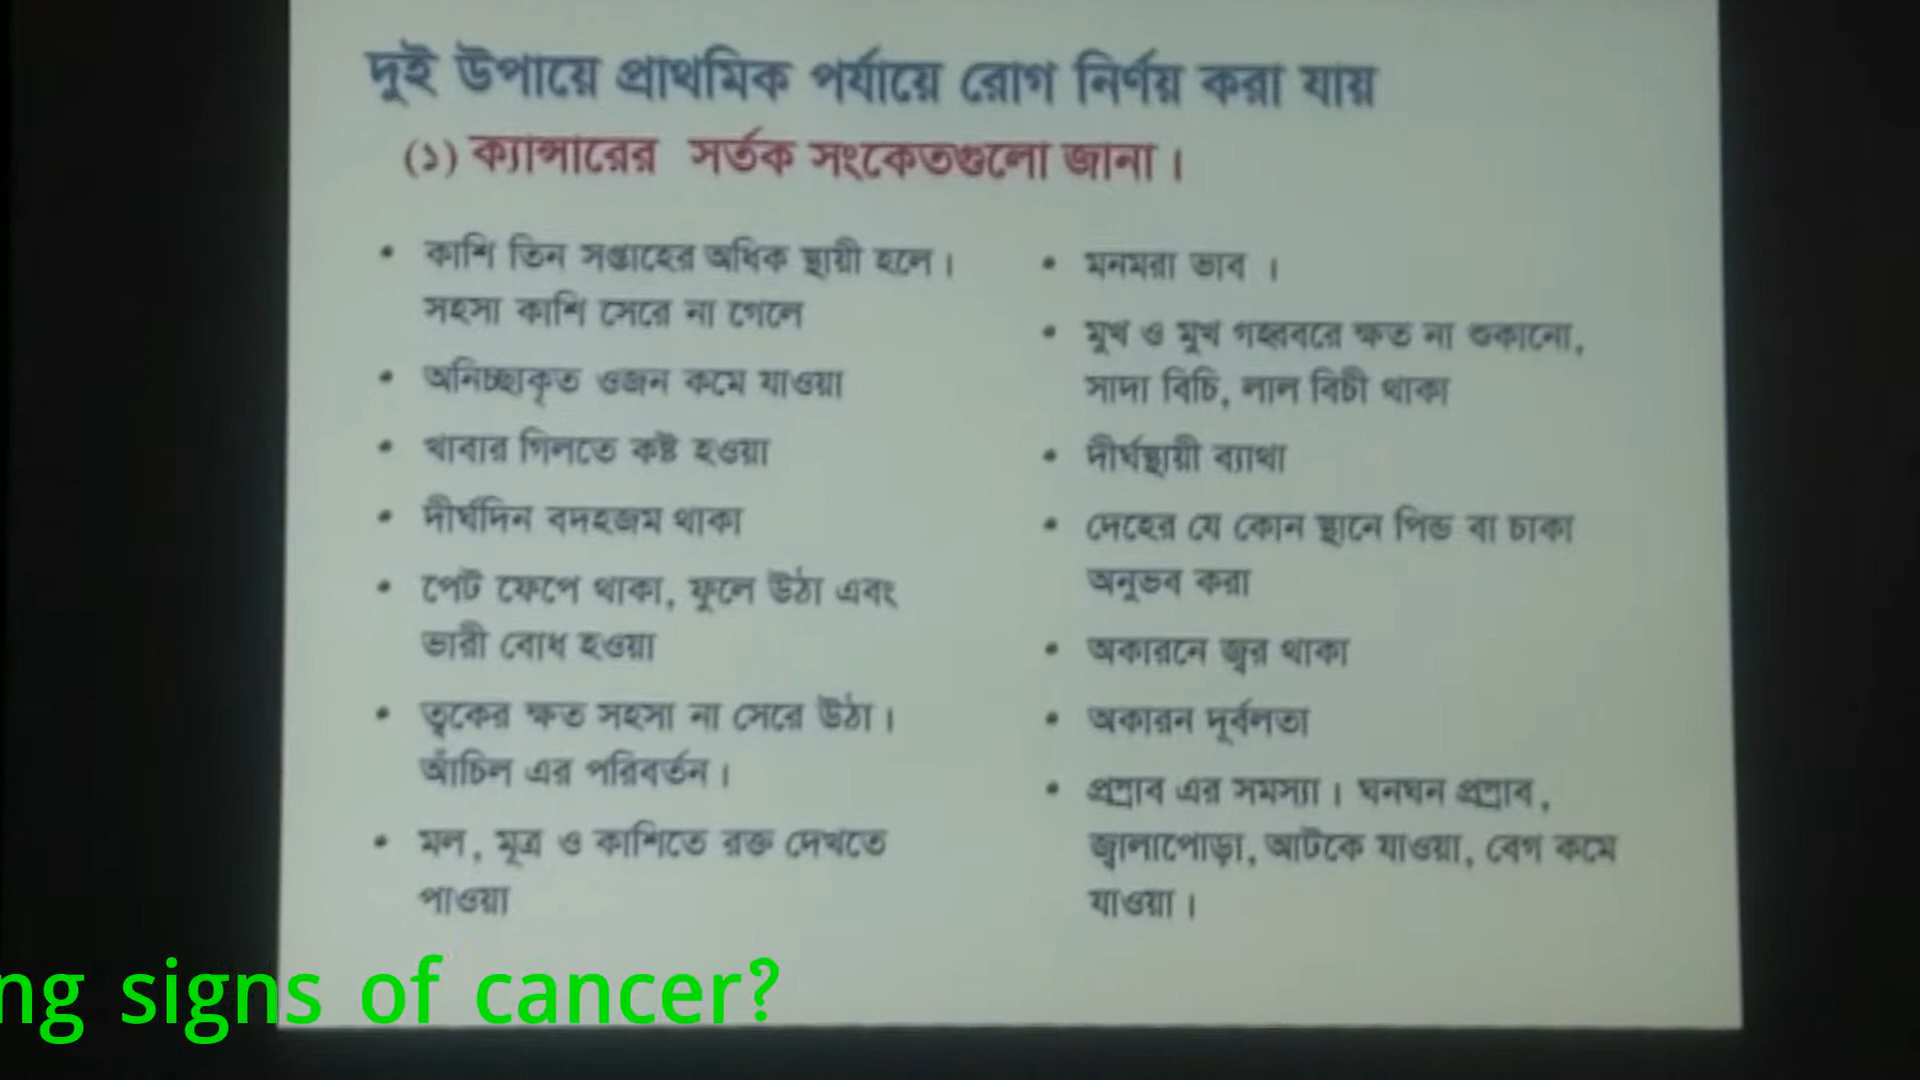 দুই উপায়ে প্রাথমিক পর্যায়ে রোগ নির্ণয় করা যায়
(১) ক্যান্সারের সর্তক সংকেতগুলো জানা।
• কাশি তিন সপ্তাহের অধিক স্থায়ী হলে।
সহসা কাশি সেরে না গেলে
• অনিচ্ছাকৃত ওজন কমে যাওয়া
• খাবার গিলতে কষ্ট হওয়া
• দীর্ঘদিন বদহজম থাকা
• পেট ফেপে থাকা, ফুলে উঠা এবং
ভারী বোধ হওয়া
• ত্বকের ক্ষত সহসা না সেরে উঠা।
আঁচিল এর পরিবর্তন।
• মল, মূত্র ও কাশিতে রক্ত দেখতে
পাওয়া
• মনমরা ভাব ।
• মুখ ও মুখ গহ্ববরে ক্ষত না শুকানো,
সাদা বিচি, লাল বিচী থাকা
• দীর্ঘস্থায়ী ব্যাথা
• দেহের যে কোন স্থানে পিন্ড বা চাকা
অনুভব করা
• অকারনে জ্বর থাকা
• অকারন দূর্বলতা
• প্রশ্রাব এর সমস্যা। ঘনঘন প্রশ্রাব,
জ্বালাপোড়া, আটকে যাওয়া, বেগ কমে
যাওয়া।
ng signs of cancer?